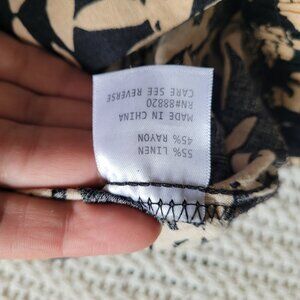 55% LINEN
45% RAYON
MADE IN CHINA
RN#88820
CARE SEE REVERSE